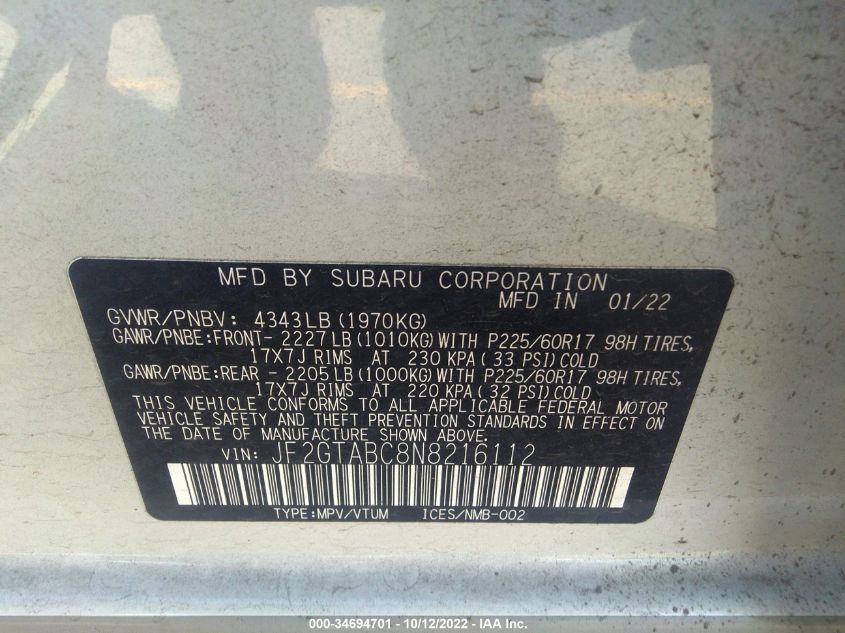 MFD BY SUBARU CORPORATION
MFD IN 01/22
GVWR/PNBV: 4343LB (1970KG)
GAWR/PNBE:FRONT- 2227LB (1010KG) WITH P225/60R17 98H TIRES,
17X7J RIMS AT 230 KPA ( 33 PSI) COLD
GAWR/PNBE:REAR - 2205LB (1000KG) WITH P225/60R17 98H TIRES,
17X7J RIMS AT 220 KPA ( 32 PSI) COLD
THIS VEHICLE CONFORMS TO ALL APPLICABLE FEDERAL MOTOR
VEHICLE SAFETY AND THEFT PREVENTION STANDARDS IN EFFECT ON
THE DATE OF MANUFACTURE SHOWN ABOVE.
VIN: JF2GTABC8N8216112
TYPE:MPV/VTUM ICES/NMB-002
000-34694701 - 10/12/2022 - IAA Inc.